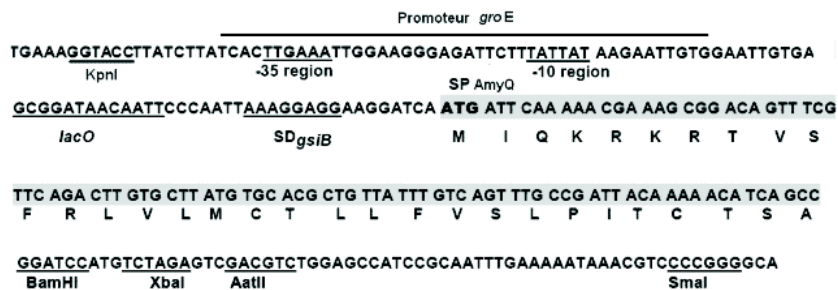 Promoteur groE
TGAAAGGTACCTTATCTTATCACTTGAAATTGGAAGGGAGATTCTTTATTAT AAGAATTGTGGAATTGTGA
KpnI -35 region -10 region
SP AmyQ
GCGGATAACAATTCCCAATTAAAGGAGGAAGGATCA ATG ATT CAA AAA CGA AAG CGG ACA GTT TCG
lacO SDgsiB M I Q K R K R T V S
TTC AGA CTT GTG CTT ATG TGC ACG CTG TTA TTT GTC AGT TTG CCG ATT ACA AAA ACA TCA GCC
F R L V L M C T L L F V S L P I T C T S A
GGATCCATGTCTAGAGTCGACGTCTGGAGCCATCCGCAATTTGAAAAATAAACGTCCCCGGGGCA
BamHI XbaI AatII SmaI